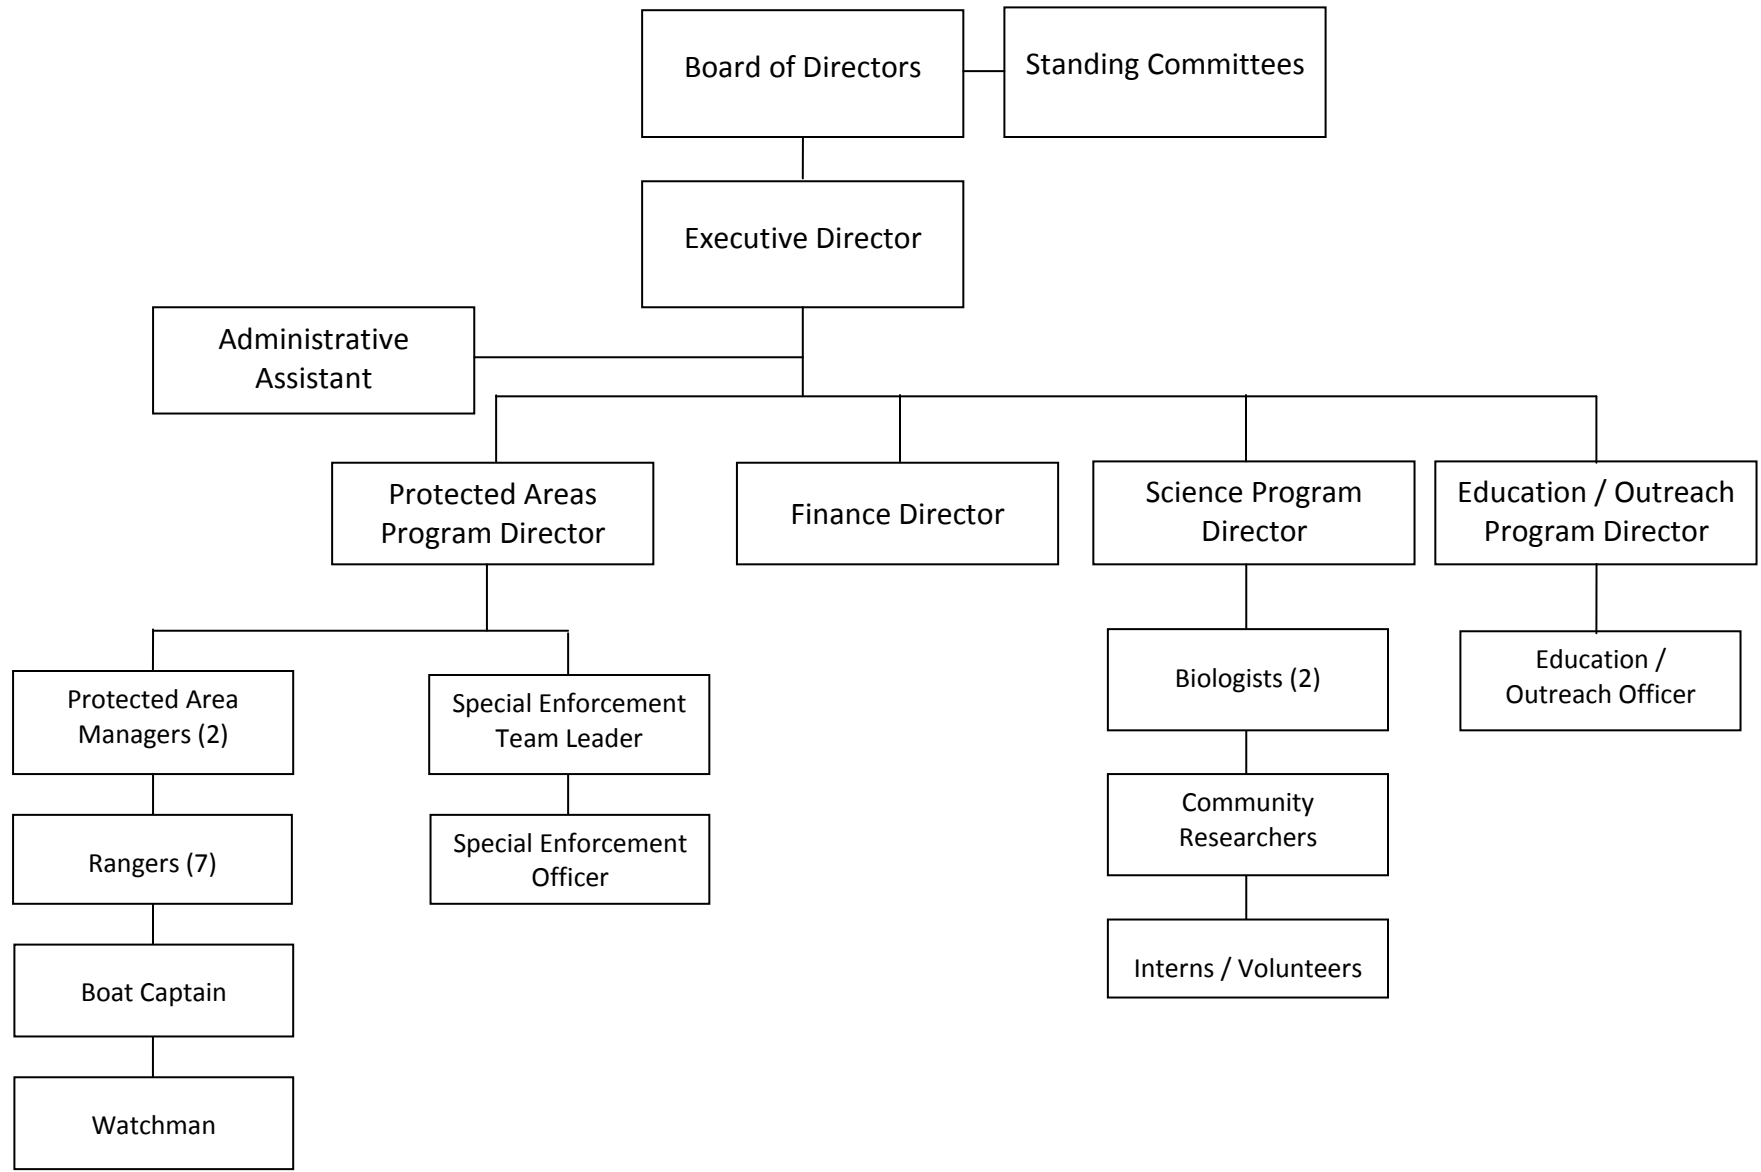 Board of Directors
Standing Committees
Executive Director
Administrative
Assistant
Protected Areas
Program Director
Finance Director
Science Program
Director
Education / Outreach
Program Director
Protected Area
Managers (2)
Special Enforcement
Team Leader
Biologists (2)
Education /
Outreach Officer
Rangers (7)
Special Enforcement
Officer
Community
Researchers
Boat Captain
Interns / Volunteers
Watchman